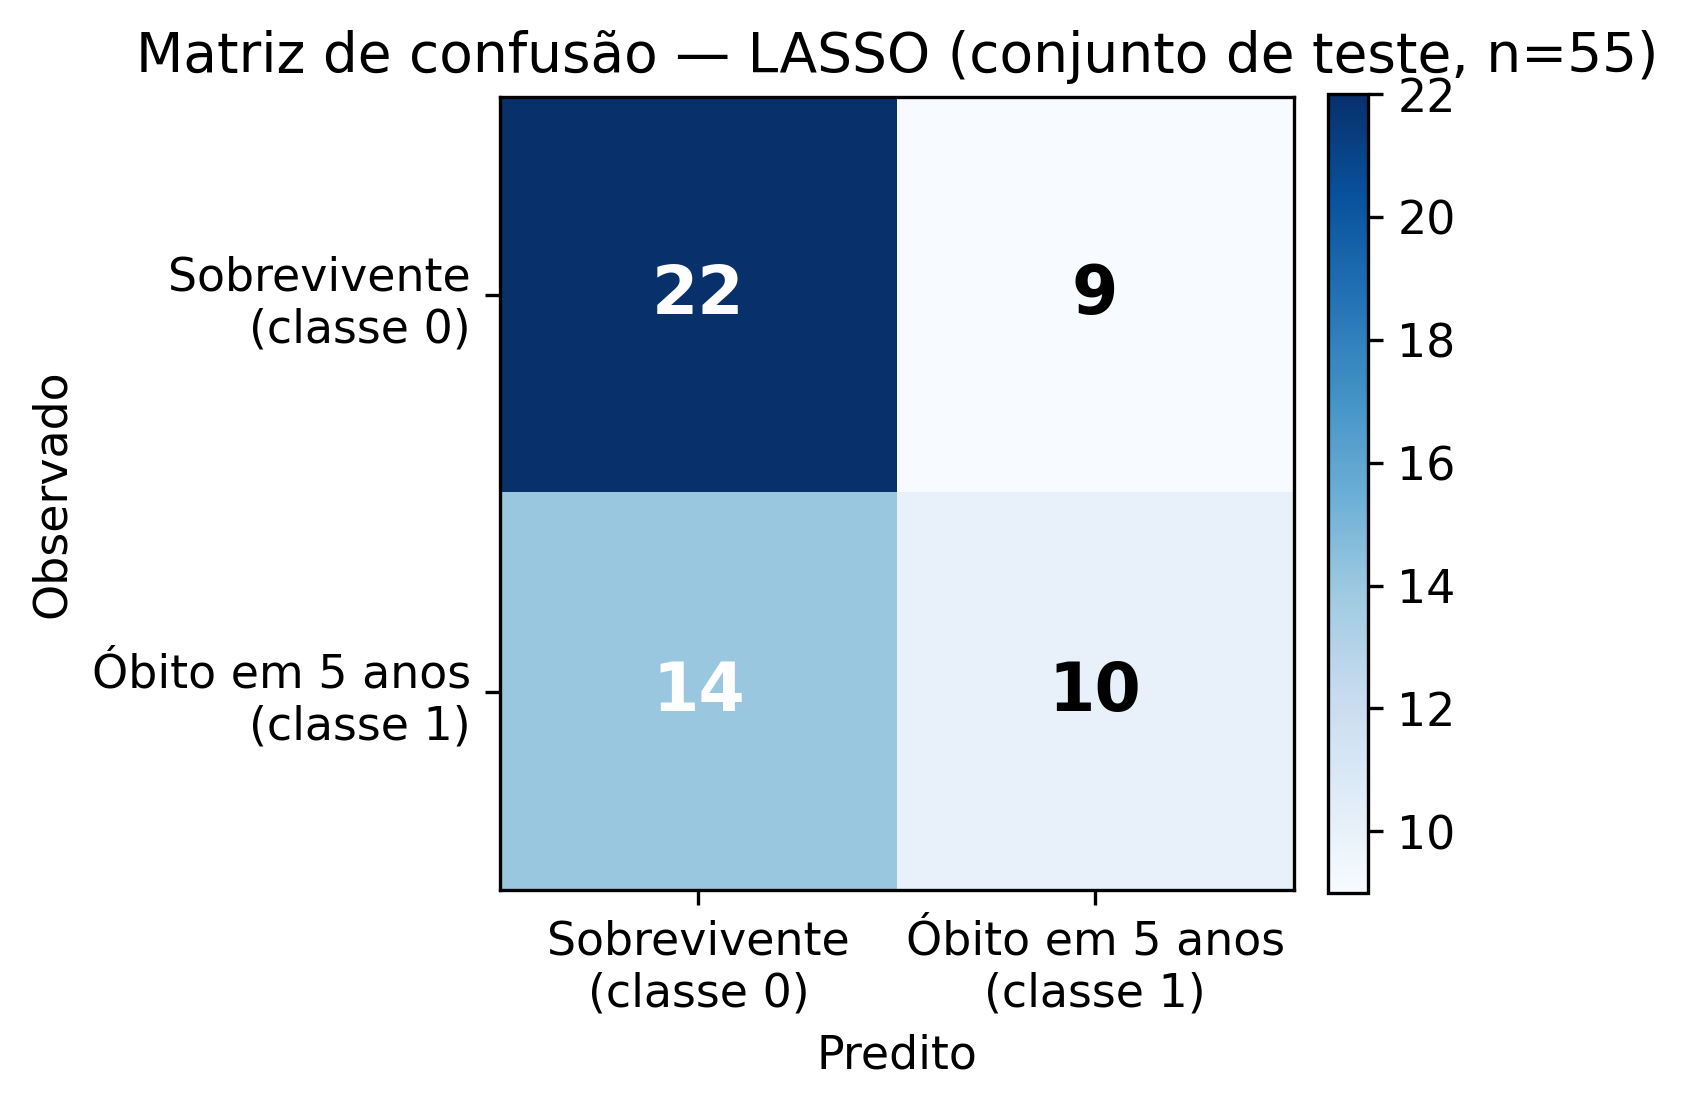 Matriz de confusão — LASSO (conjunto de teste, n=55)
22
20
18
16
14
12
10
Observado
Sobrevivente
(classe 0)
22
9
Óbito em 5 anos
(classe 1)
14
10
Sobrevivente
(classe 0)
Óbito em 5 anos
(classe 1)
Predito